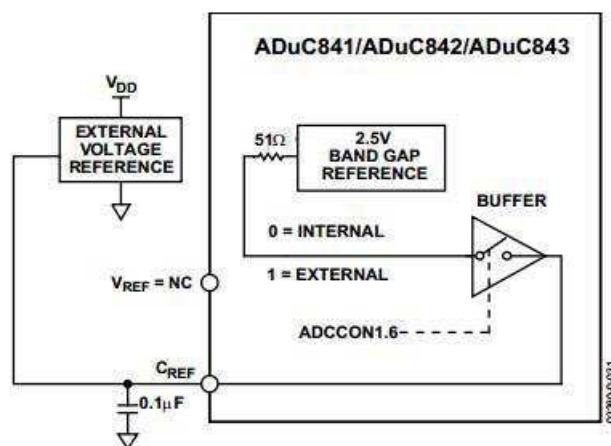 ADuC841/ADuC842/ADuC843
VDD
EXTERNAL
VOLTAGE
REFERENCE
51Ω
2.5V
BAND GAP
REFERENCE
BUFFER
0 = INTERNAL
1 = EXTERNAL
VREF = NC
ADCCON1.6
CREF
0.1μF